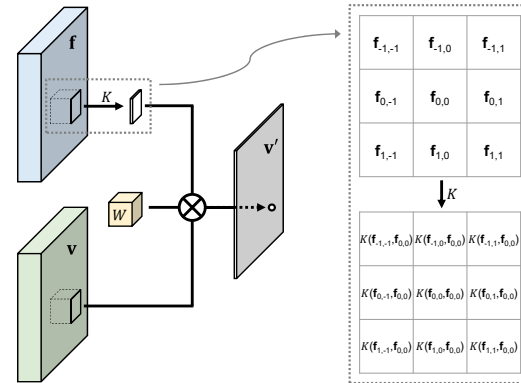 f
K
v′
W
v
f-1,-1 f-1,0 f-1,1
f0,-1 f0,0 f0,1
f1,-1 f1,0 f1,1
K
K(f-1,-1,f0,0) K(f-1,0,f0,0) K(f-1,1,f0,0)
K(f0,-1,f0,0) K(f0,0,f0,0) K(f0,1,f0,0)
K(f1,-1,f0,0) K(f1,0,f0,0) K(f1,1,f0,0)